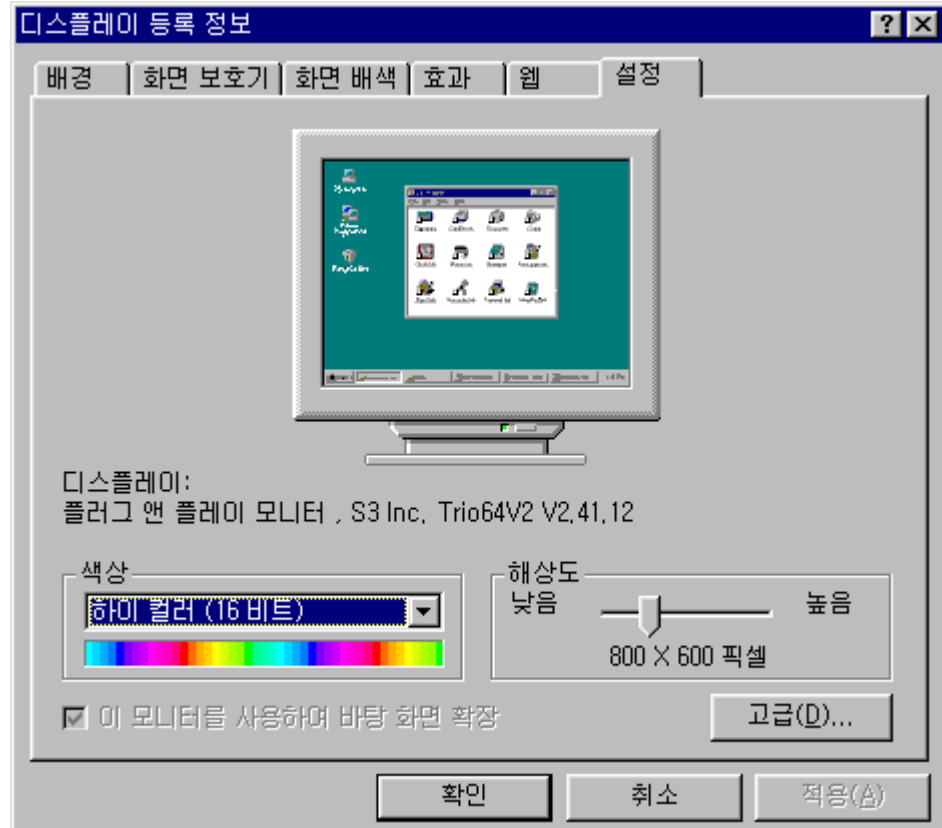 디스플레이 등록 정보
배경 화면 보호기 화면 배색 효과 웹 설정
디스플레이:
플러그 앤 플레이 모니터 , S3 Inc, Trio64V2 V2,41,12
색상
하이 컬러 (16 비트)
해상도
낮음 높음
800 X 600 픽셀
이 모니터를 사용하여 바탕 화면 확장
고급(D)...
확인 취소 적용(A)